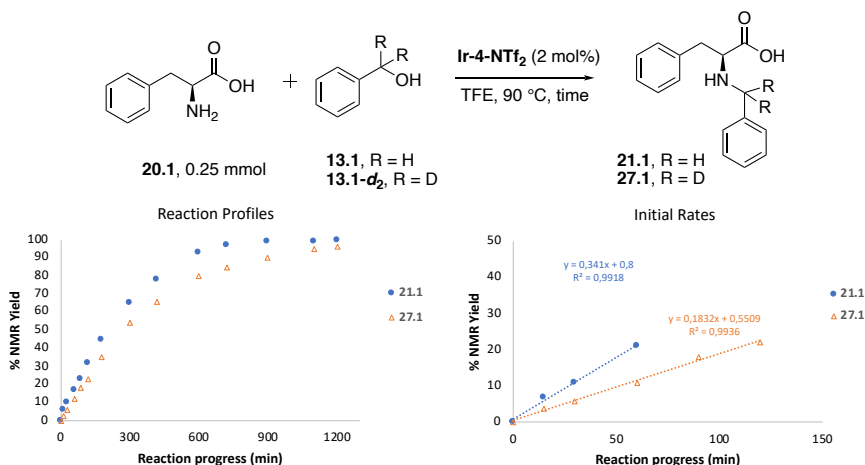 O
OH
NH₂
+
R
R
OH
Ir-4-NTf₂ (2 mol%)
TFE, 90 °C, time
O
OH
HN
R
R
20.1, 0.25 mmol
13.1, R = H
13.1-d₂, R = D
21.1, R = H
27.1, R = D
Reaction Profiles
% NMR Yield
100
90
80
70
60
50
40
30
20
10
0
0 300 600 900 1200
Reaction progress (min)
21.1
27.1
Initial Rates
% NMR Yield
50
40
30
20
10
0
0 50 100 150
Reaction progress (min)
y = 0,341x + 0,8
R² = 0,9918
y = 0,1832x + 0,5509
R² = 0,9936
21.1
27.1